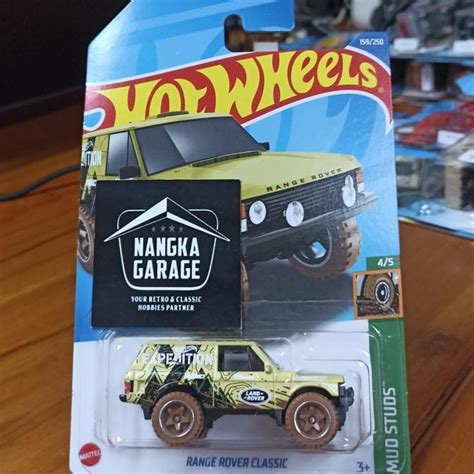 159/250
HOT WHEELS
EXPEDITION
RANGE ROVER
NANGKA
GARAGE
YOUR RETRO & CLASSIC
HOBBIES PARTNER
4/5
EXPEDITION
LAND
ROVER
MUD STUDS
MATTEL
RANGE ROVER CLASSIC
3+